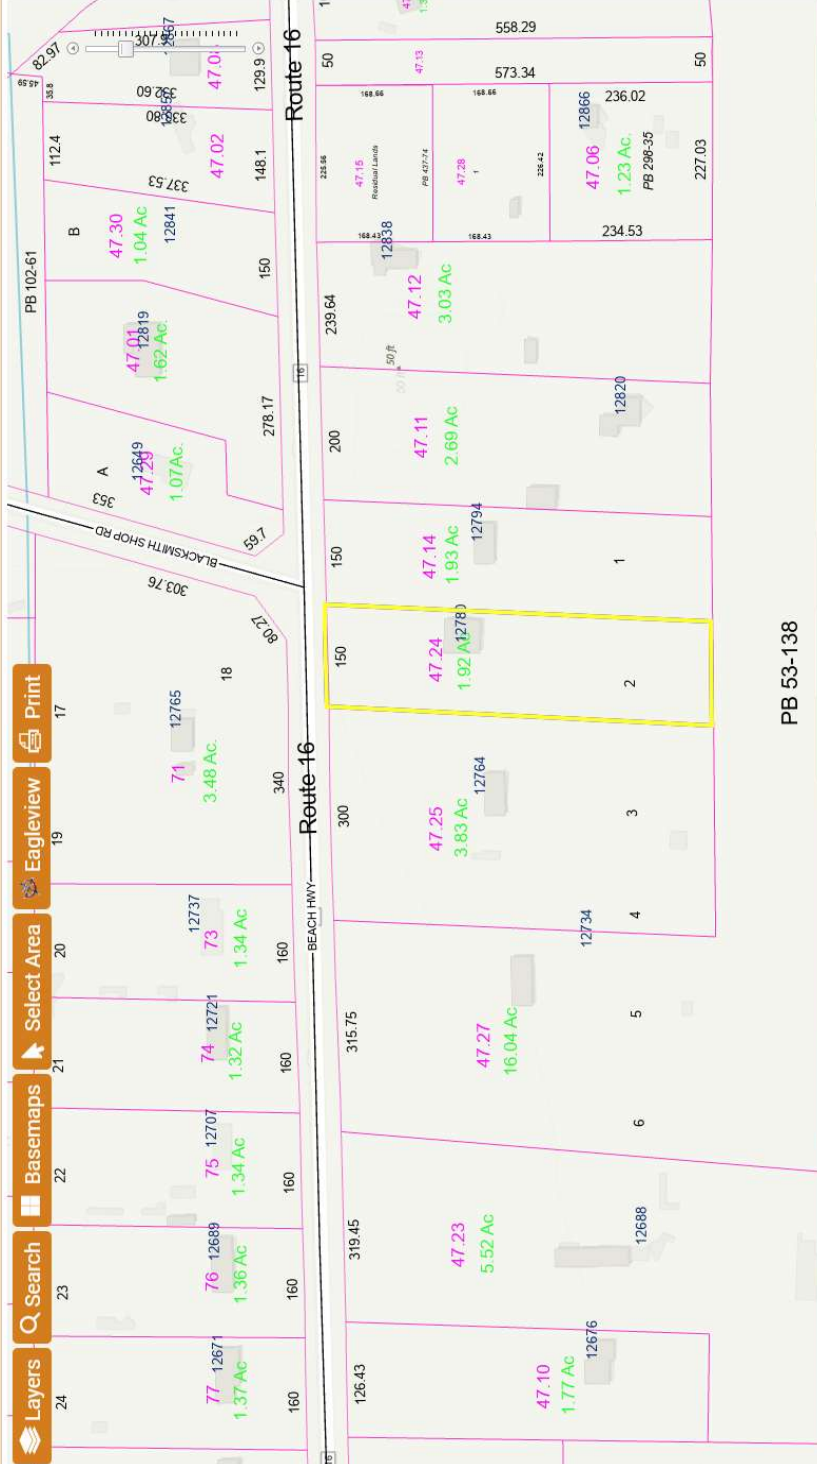 Layers
Search
Basemaps
Select Area
Eagleview
Print
24
23
22
21
20
19
17
18
PB 102-61
77
12671
1.37 Ac
160
76
12689
1.36 Ac
160
75
12707
1.34 Ac
160
74
12721
1.32 Ac
160
73
12737
1.34 Ac
160
71
12765
3.48 Ac.
340
80.27
303.76
BLACKSMITH SHOP RD
353
59.7
A
12649
47.29
1.07Ac.
278.17
47.01
12819
1.62 Ac.
B
47.30
1.04 Ac
12841
150
337.53
112.4
47.02
148.1
82.97
45.59
35.8
129.9
Route 16
BEACH HWY
Route 16
16
16
126.43
47.10
1.77 Ac
12676
319.45
47.23
5.52 Ac
12688
315.75
47.27
16.04 Ac
12734
6
5
4
300
47.25
3.83 Ac
12764
3
150
47.24
1.92 Ac
2
150
47.14
1.93 Ac
12794
1
200
47.11
2.69 Ac
12820
50 ft
239.64
47.12
3.03 Ac
12838
168.43
168.43
234.53
47.15
Residual Lands
PB 437-74
47.28
1
226.42
168.66
168.66
236.02
12866
47.06
1.23 Ac.
PB 298-35
227.03
50
47.13
573.34
50
558.29
PB 53-138